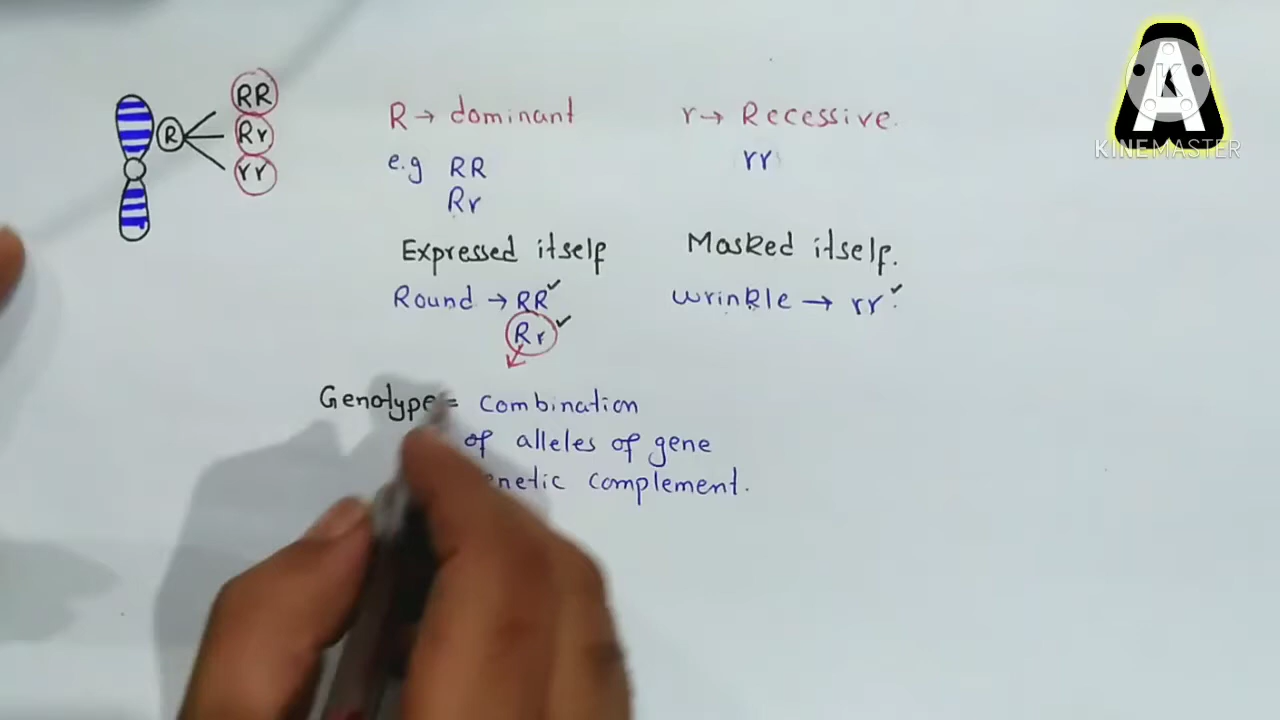 RR
R
Rr
rr
R → dominant
e.g RR
Rr
Expressed itself
Round → RR
Rr
r → Recessive.
rr
Masked itself.
wrinkle → rr
Genotype = combination
of alleles of gene
complement.
A
K
KINEMASTER